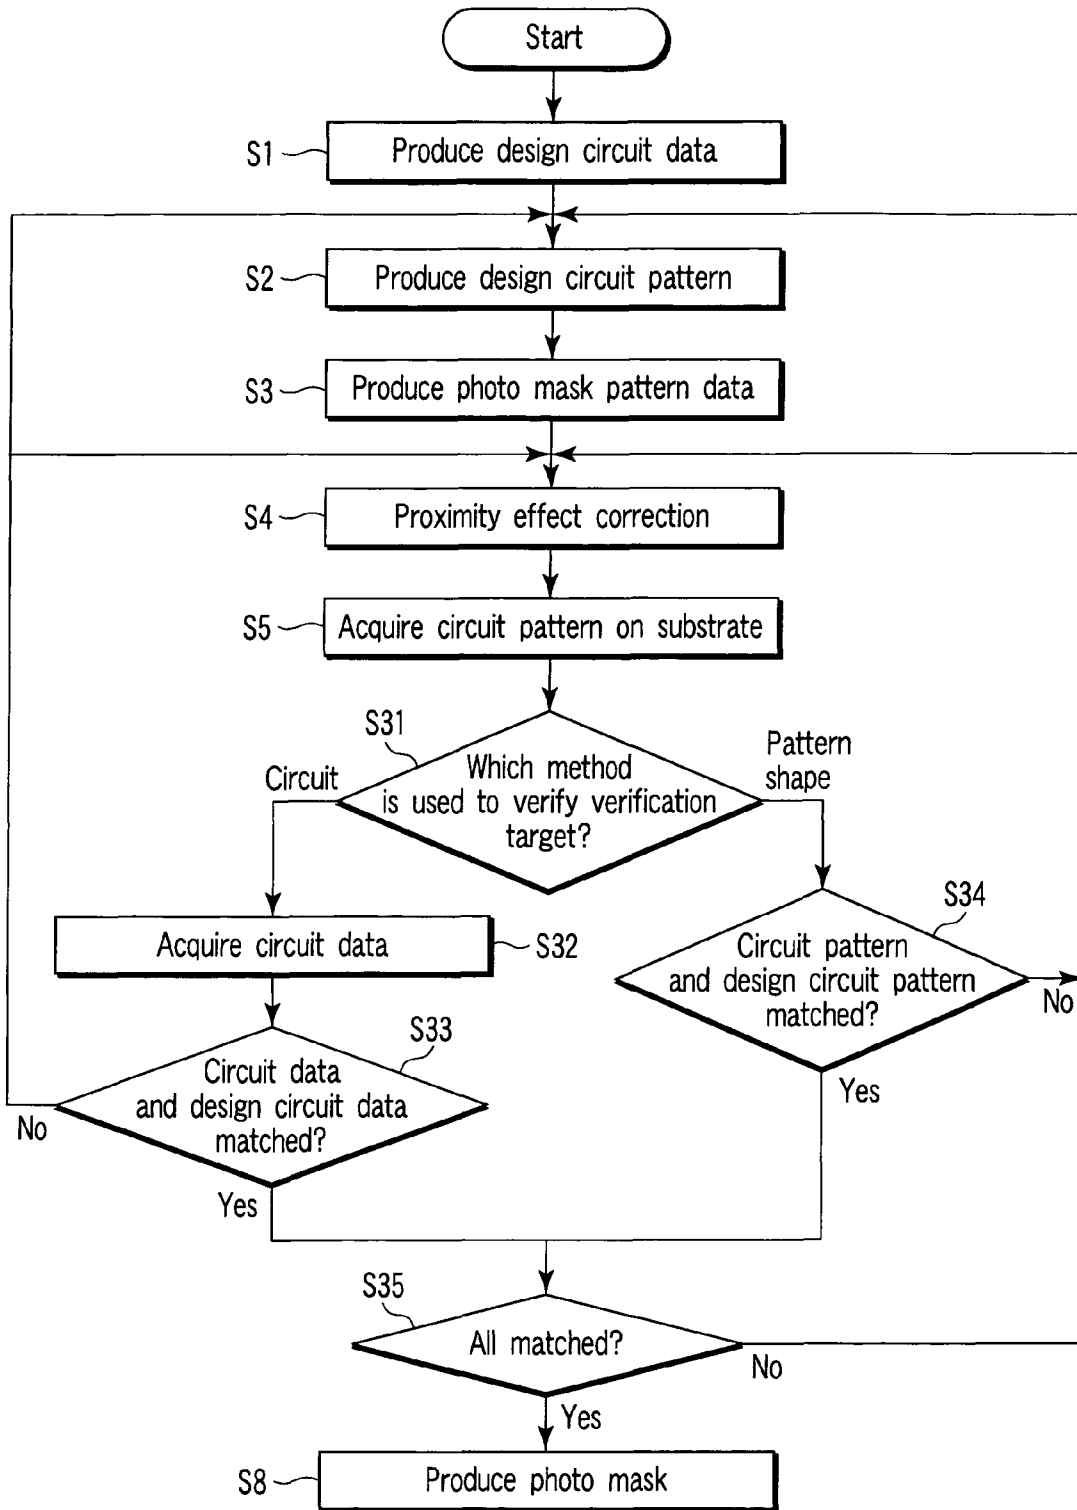 Start
S1
Produce design circuit data
S2
Produce design circuit pattern
S3
Produce photo mask pattern data
S4
Proximity effect correction
S5
Acquire circuit pattern on substrate
S31
Which method
is used to verify verification
target?
Circuit
Pattern
shape
Acquire circuit data
S32
S34
Circuit pattern
and design circuit pattern
matched?
No
Yes
S33
Circuit data
and design circuit data
matched?
No
Yes
S35
All matched?
No
Yes
S8
Produce photo mask